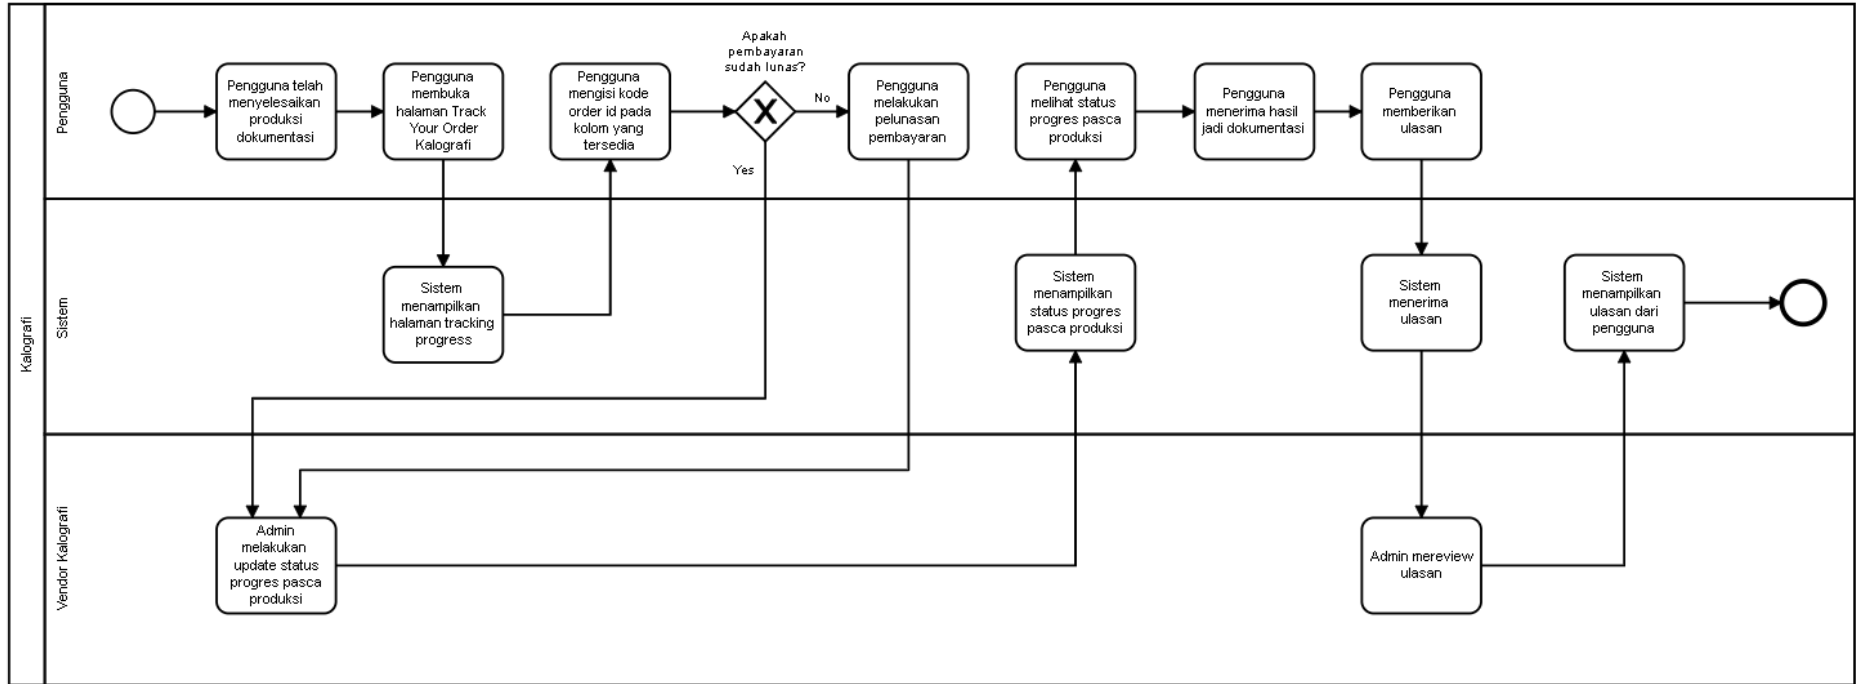 Kalografi
Pengguna
Pengguna telah
menyelesaikan
produksi
dokumentasi
Pengguna
membuka
halaman Track
Your Order
Kalografi
Pengguna
mengisi kode
order id pada
kolom yang
tersedia
Apakah
pembayaran
sudah lunas?
No
Yes
Pengguna
melakukan
pelunasan
pembayaran
Pengguna
melihat status
progres pasca
produksi
Pengguna
menerima hasil
jadi dokumentasi
Pengguna
memberikan
ulasan
Sistem
Sistem
menampilkan
halaman tracking
progress
Sistem
menampilkan
status progres
pasca produksi
Sistem
menerima
ulasan
Sistem
menampilkan
ulasan dari
pengguna
Vendor Kalografi
Admin
melakukan
update status
progres pasca
produksi
Admin mereview
ulasan